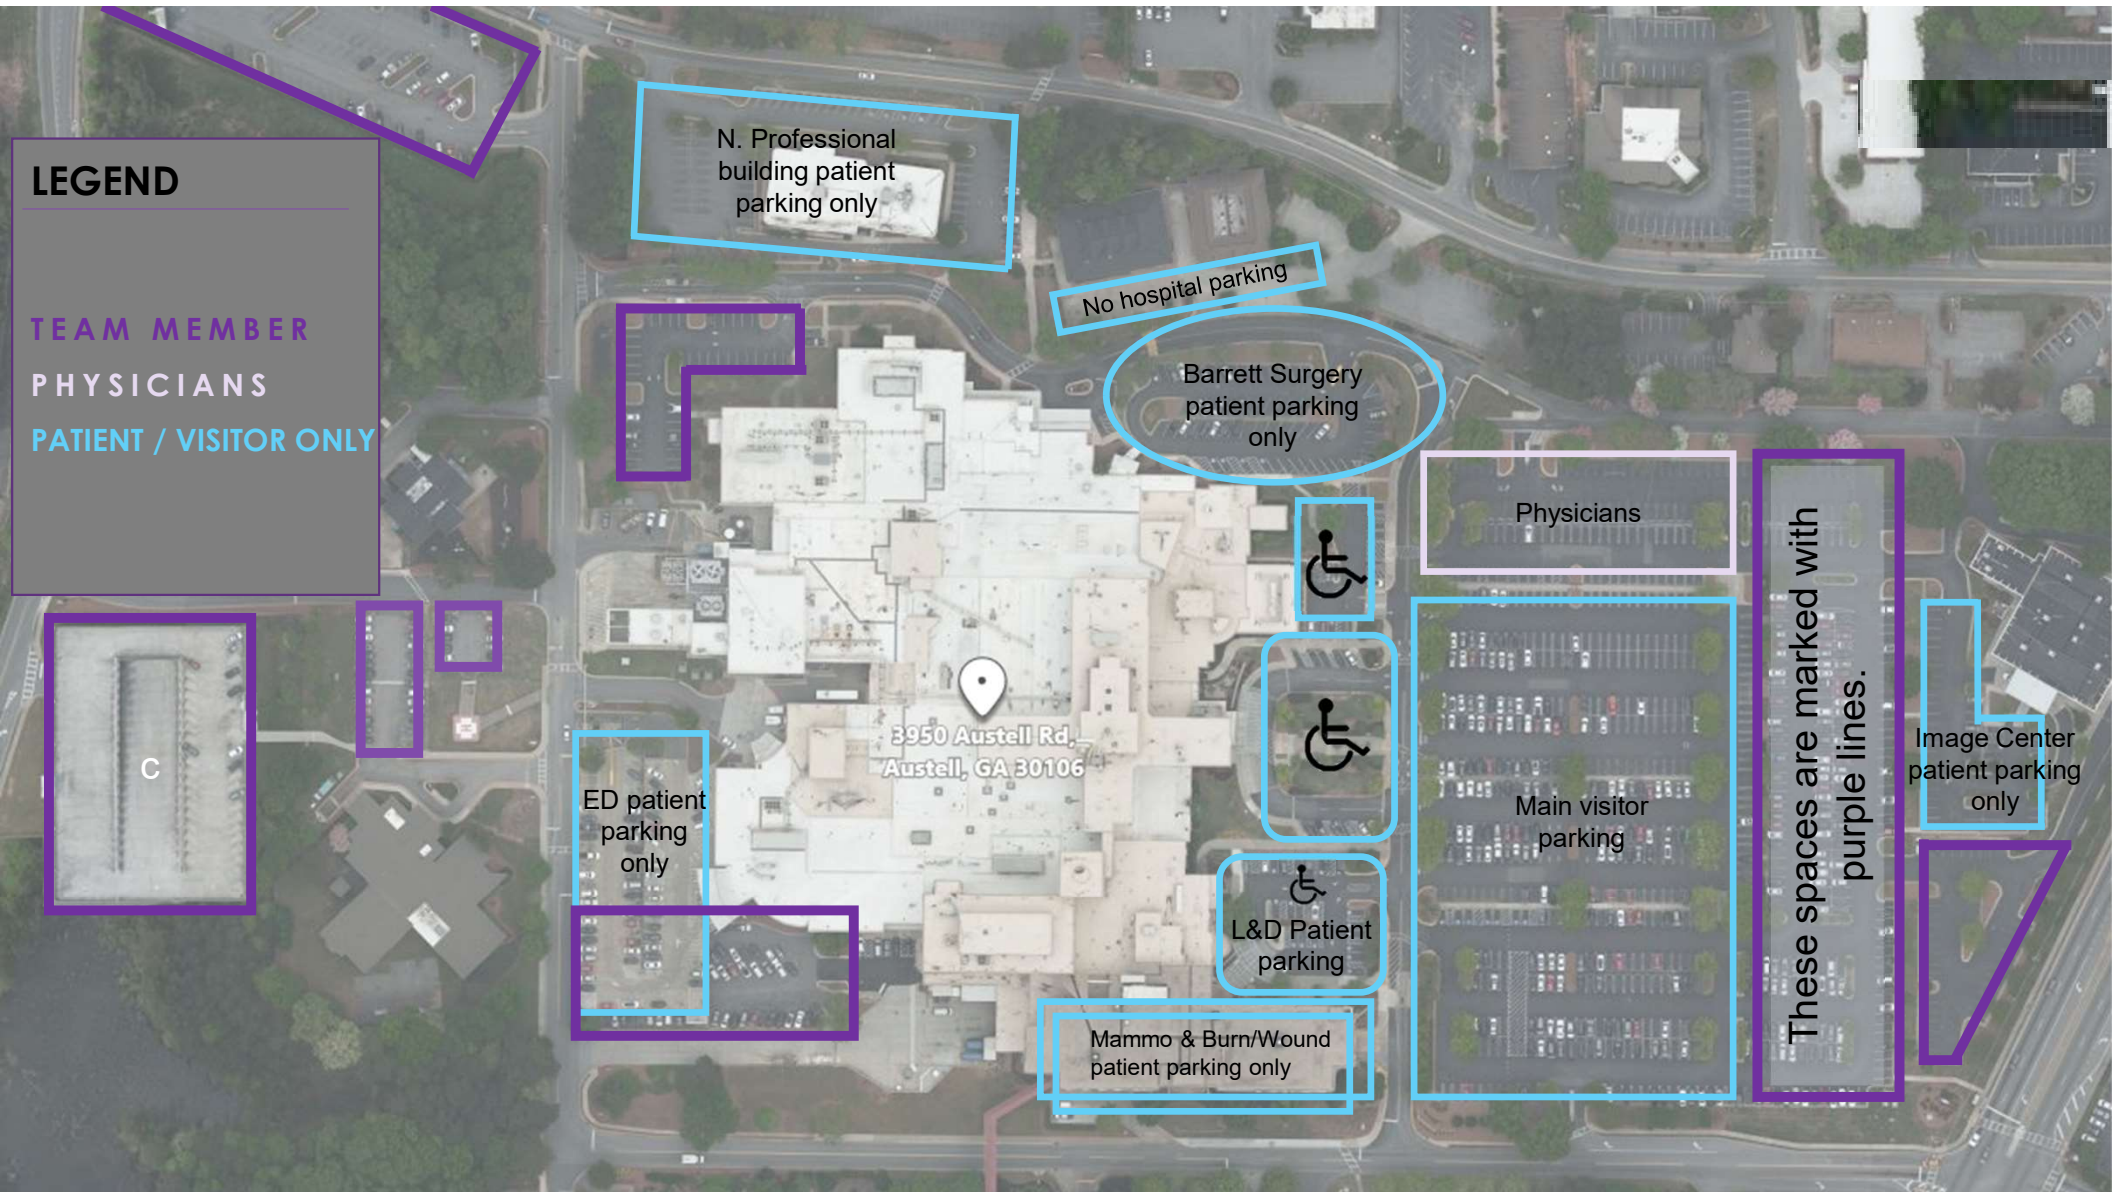 LEGEND
TEAM MEMBER
PHYSICIANS
PATIENT / VISITOR ONLY
N. Professional
building patient
parking only
No hospital parking
Barrett Surgery
patient parking
only
Physicians
These spaces are marked with
purple lines.
3950 Austell Rd,
Austell, GA 30106
C
ED patient
parking
only
Main visitor
parking
Image Center
patient parking
only
L&D Patient
parking
Mammo & Burn/Wound
patient parking only